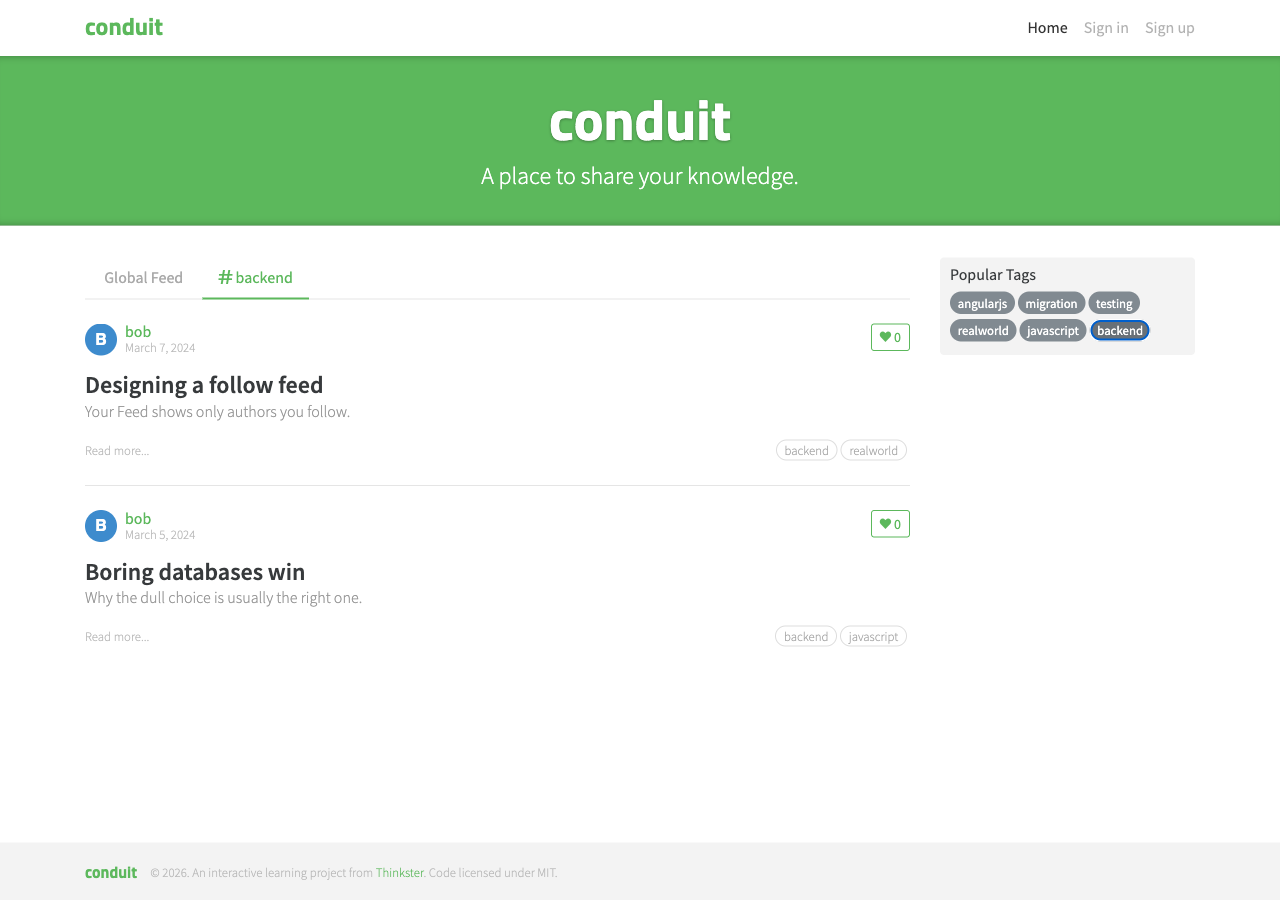 conduit
Home Sign in Sign up
conduit
A place to share your knowledge.
Global Feed # backend
B bob
March 7, 2024
0
Designing a follow feed
Your Feed shows only authors you follow.
Read more...
backend realworld
B bob
March 5, 2024
0
Boring databases win
Why the dull choice is usually the right one.
Read more...
backend javascript
Popular Tags
angularjs migration testing
realworld javascript backend
conduit © 2026. An interactive learning project from Thinkster. Code licensed under MIT.